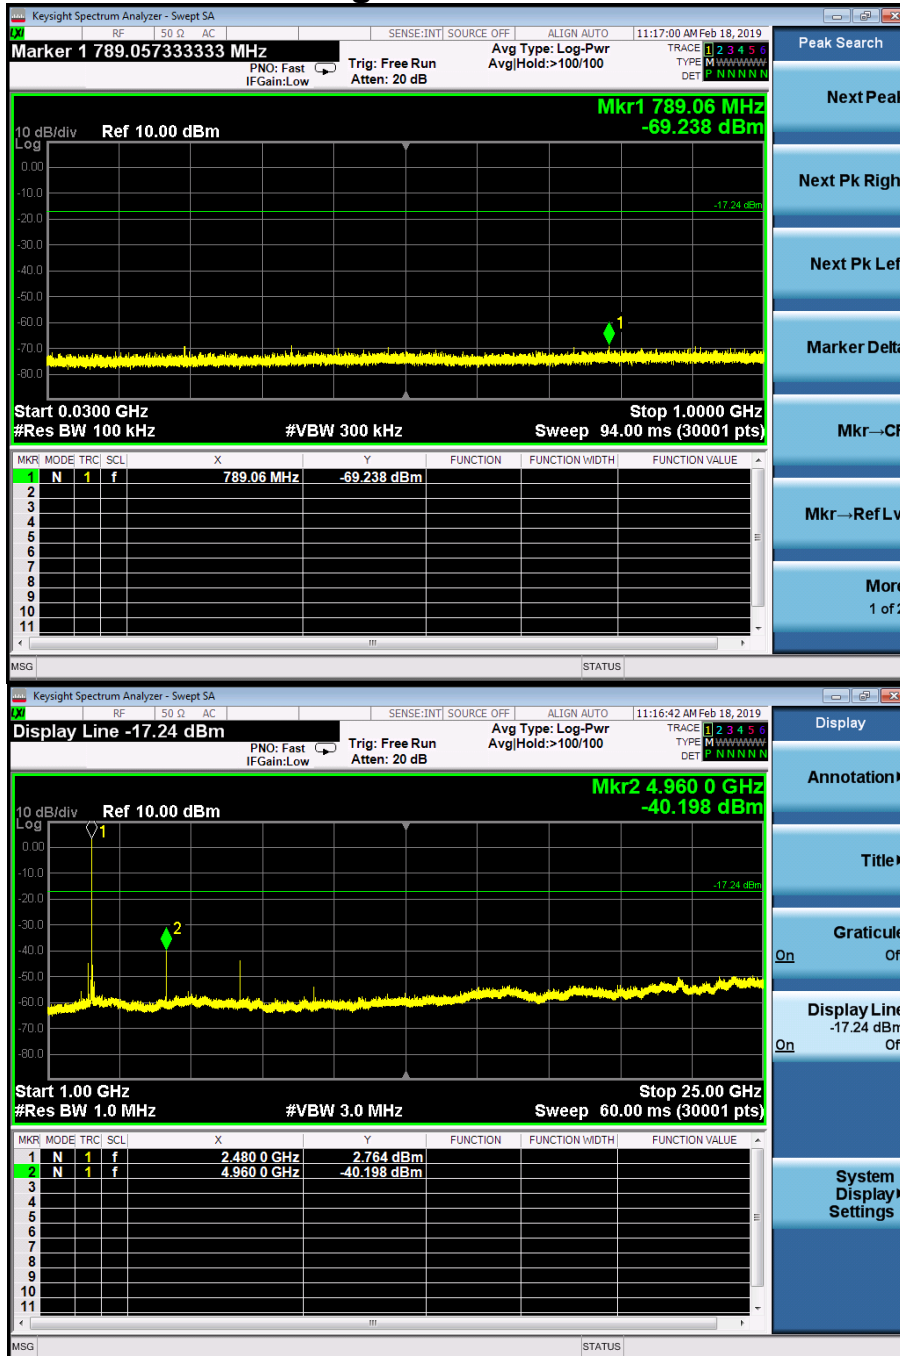 Keysight Spectrum Analyzer - Swept SA
LXI RF 50 Ω AC SENSE:INT SOURCE OFF ALIGN AUTO 11:17:00 AM Feb 18, 2019
Marker 1 789.057333333 MHz
Avg Type: Log-Pwr
TRACE 1 2 3 4 5 6
PNO: Fast
IFGain:Low
Trig: Free Run
Atten: 20 dB
Avg|Hold:>100/100
TYPE M WWWWW
DET P N N N N N
Peak Search
Mkr1 789.06 MHz
-69.238 dBm
10 dB/div Ref 10.00 dBm
Log
0.00
-10.0
-17.24 dBm
-20.0
-30.0
-40.0
-50.0
-60.0
1
-70.0
-80.0
Start 0.0300 GHz Stop 1.0000 GHz
#Res BW 100 kHz #VBW 300 kHz Sweep 94.00 ms (30001 pts)
Next Peak
Next Pk Righ
Next Pk Lef
Marker Delta
Mkr→CF
Mkr→Ref Lv
More
1 of 2
MKR MODE TRC SCL X Y FUNCTION FUNCTION WIDTH FUNCTION VALUE
1 N 1 f 789.06 MHz -69.238 dBm
2
3
4
5
6
7
8
9
10
11
MSG STATUS
Keysight Spectrum Analyzer - Swept SA
LXI RF 50 Ω AC SENSE:INT SOURCE OFF ALIGN AUTO 11:16:42 AM Feb 18, 2019
Display Line -17.24 dBm
Avg Type: Log-Pwr
TRACE 1 2 3 4 5 6
PNO: Fast
IFGain:Low
Trig: Free Run
Atten: 20 dB
Avg|Hold:>100/100
TYPE M WWWWW
DET P N N N N N
Display
Mkr2 4.960 0 GHz
-40.198 dBm
10 dB/div Ref 10.00 dBm
Log
1
0.00
-10.0
-17.24 dBm
-20.0
-30.0
2
-40.0
-50.0
-60.0
-70.0
-80.0
Start 1.00 GHz Stop 25.00 GHz
#Res BW 1.0 MHz #VBW 3.0 MHz Sweep 60.00 ms (30001 pts)
Annotation
Title
Graticule
On Of
Display Line
-17.24 dBm
On Of
System
Display
Settings
MKR MODE TRC SCL X Y FUNCTION FUNCTION WIDTH FUNCTION VALUE
1 N 1 f 2.480 0 GHz 2.764 dBm
2 N 1 f 4.960 0 GHz -40.198 dBm
3
4
5
6
7
8
9
10
11
MSG STATUS